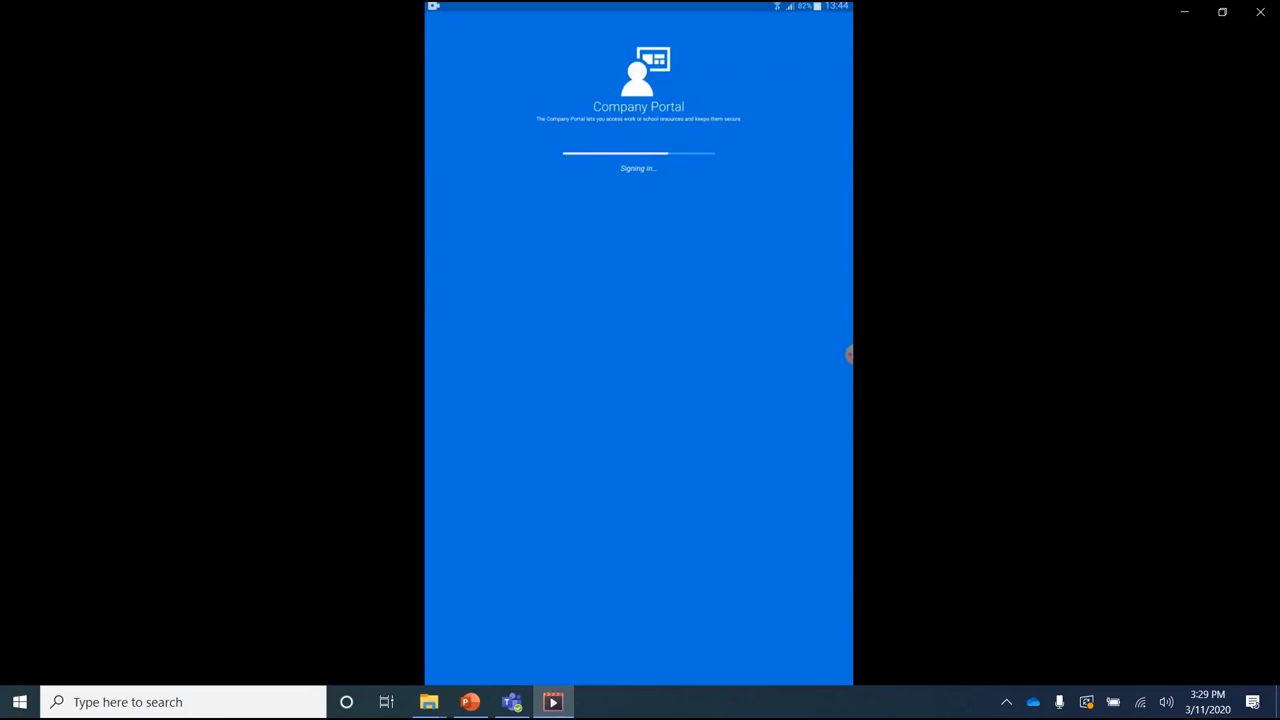 82% 13:44
Company Portal
The Company Portal lets you access work or school resources and keeps them secure.
Signing in...
Type here to search
3:29 PM
3/11/2020